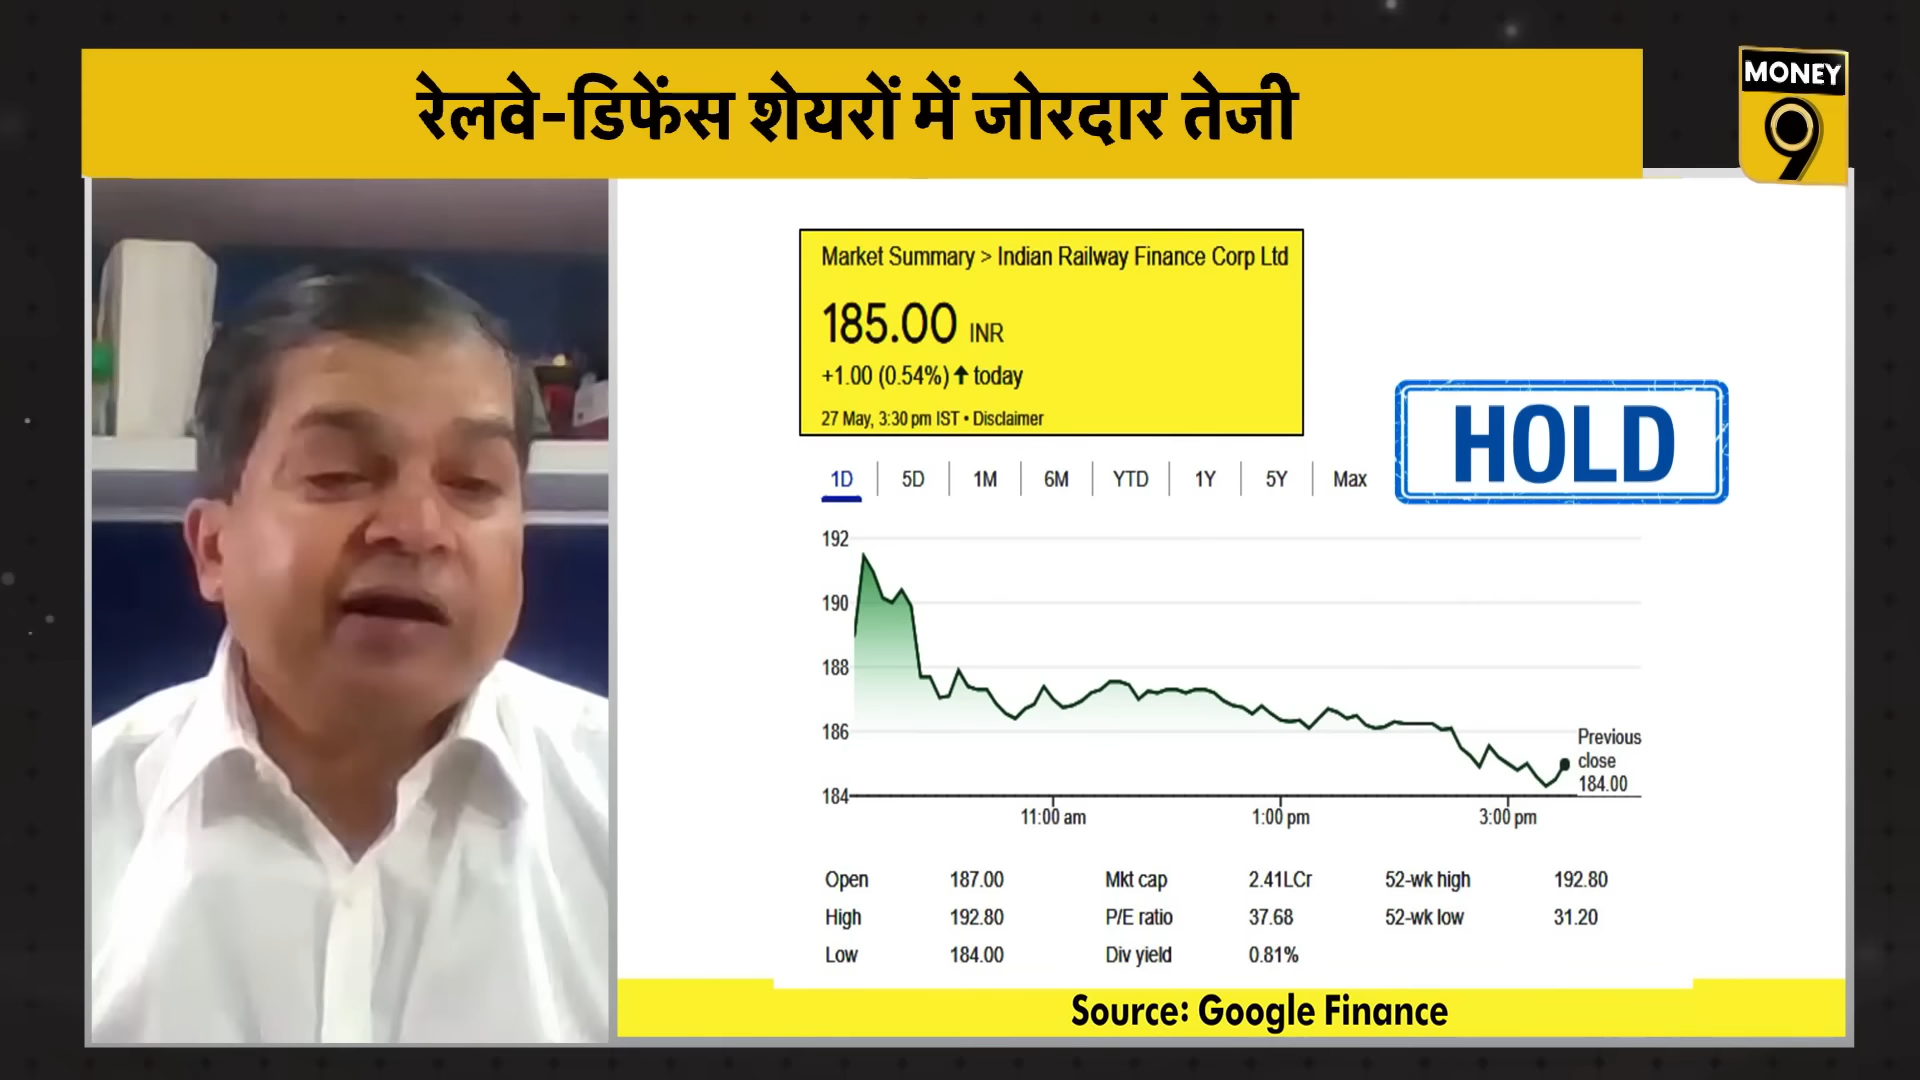 रेलवे-डिफेंस शेयरों में जोरदार तेजी
MONEY
9
Market Summary > Indian Railway Finance Corp Ltd
185.00 INR
+1.00 (0.54%) ↑ today
27 May, 3:30 pm IST • Disclaimer
1D 5D 1M 6M YTD 1Y 5Y Max
HOLD
192
190
188
186
184
Previous
close
184.00
11:00 am 1:00 pm 3:00 pm
Open 187.00 Mkt cap 2.41LCr 52-wk high 192.80
High 192.80 P/E ratio 37.68 52-wk low 31.20
Low 184.00 Div yield 0.81%
Source: Google Finance